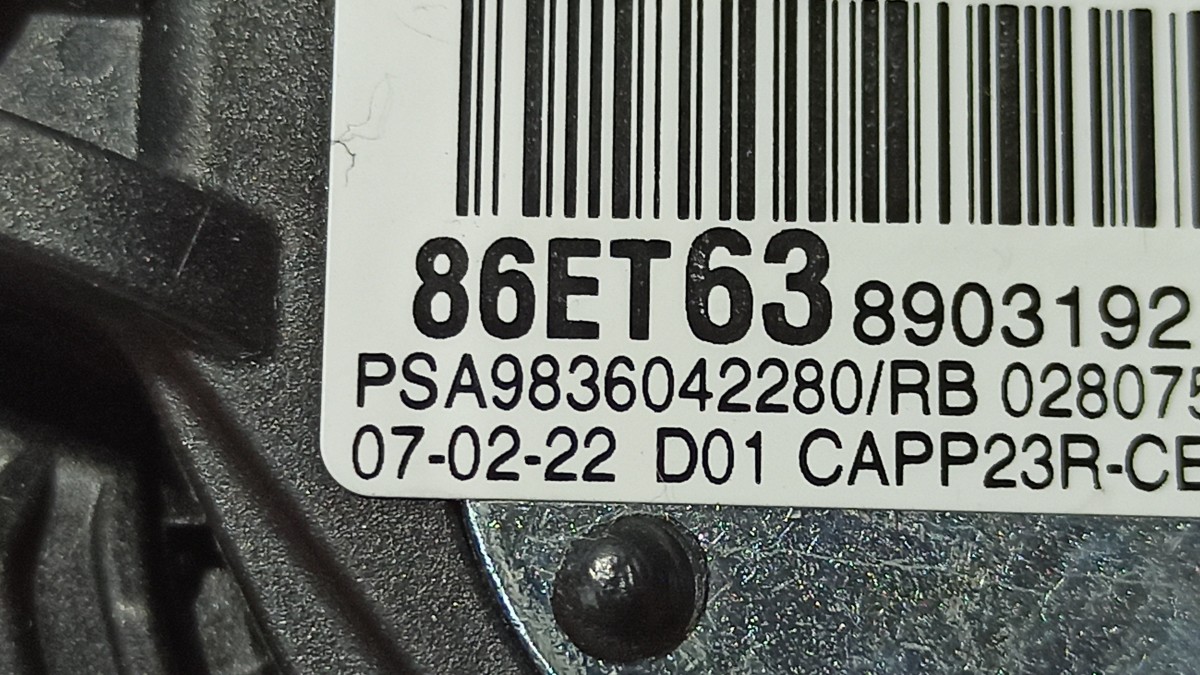 86ET63 8903192
PSA9836042280/RB 028075
07-02-22 D01 CAPP23R-CE